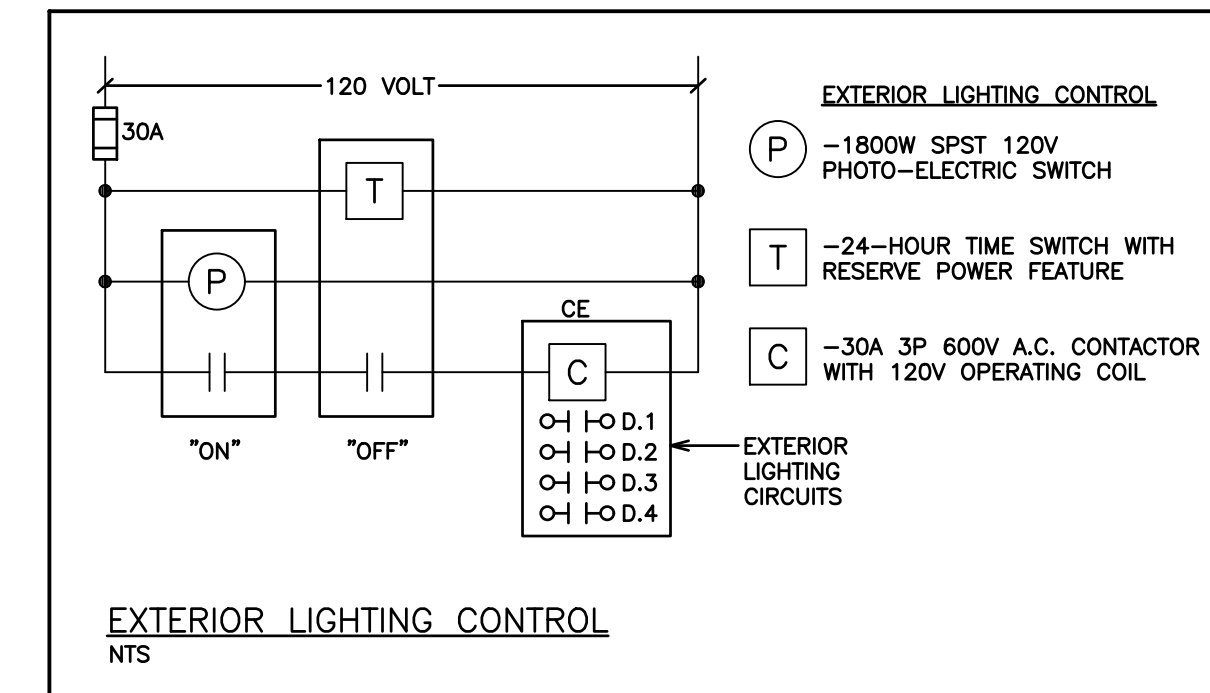 120 VOLT
30A
T
P
CE
C
D.1
D.2
D.3
D.4
"ON"
"OFF"
EXTERIOR
LIGHTING
CIRCUITS
EXTERIOR LIGHTING CONTROL
P
-1800W SPST 120V
PHOTO-ELECTRIC SWITCH
T
-24-HOUR TIME SWITCH WITH
RESERVE POWER FEATURE
C
-30A 3P 600V A.C. CONTACTOR
WITH 120V OPERATING COIL
EXTERIOR LIGHTING CONTROL
NTS